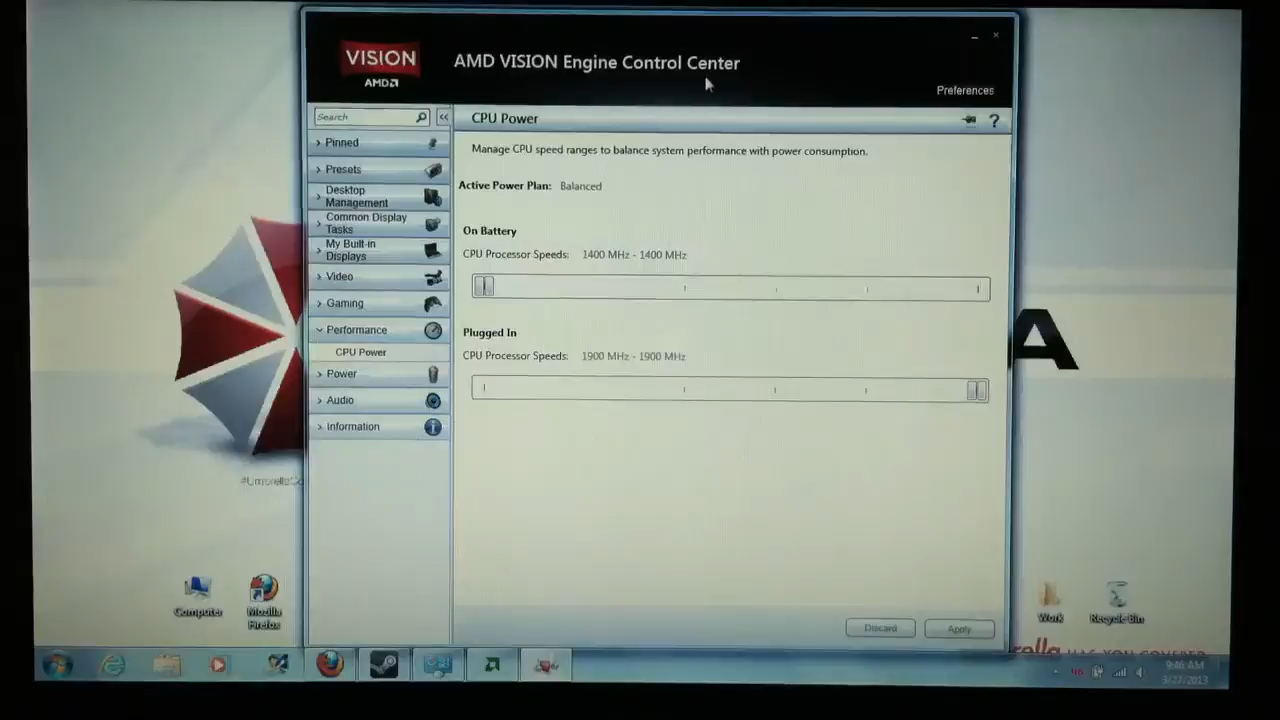 VISION
AMD
AMD VISION Engine Control Center
Preferences
Search
CPU Power
Pinned
Manage CPU speed ranges to balance system performance with power consumption.
Presets
Active Power Plan: Balanced
Desktop
Management
Common Display
Tasks
On Battery
My Built-in
Displays
CPU Processor Speeds: 1400 MHz - 1400 MHz
Video
Gaming
Performance
Plugged In
CPU Power
CPU Processor Speeds: 1900 MHz - 1900 MHz
Power
Audio
Information
A
Computer
Mozilla
Firefox
Work
Recycle Bin
Discard
Apply
9:46 AM
3/27/2013